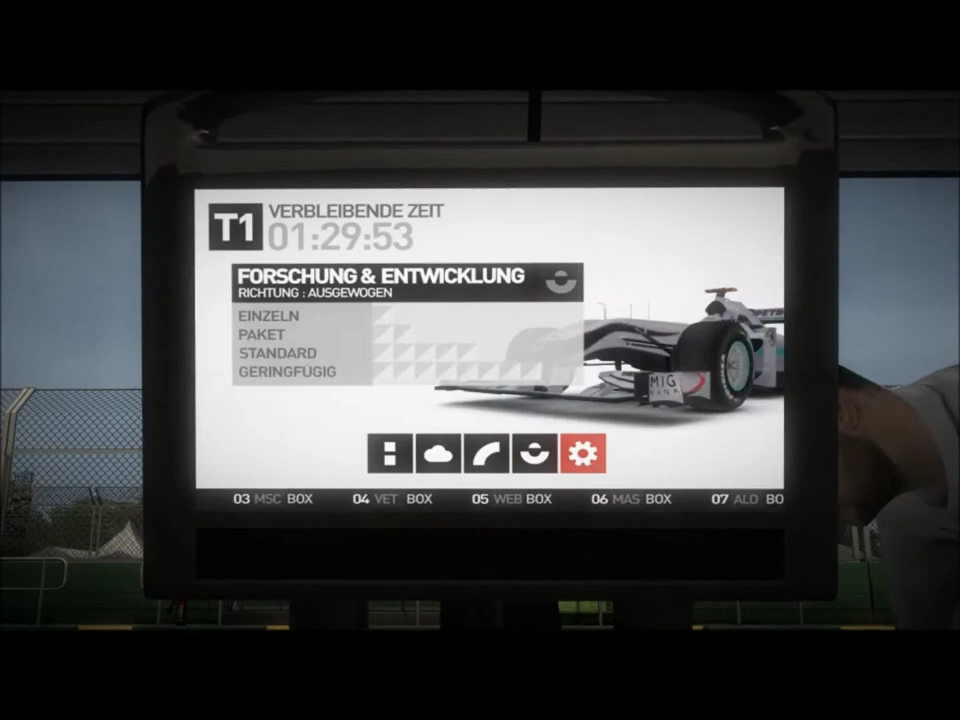 T1
VERBLEIBENDE ZEIT
01:29:53
FORSCHUNG & ENTWICKLUNG
RICHTUNG : AUSGEWOGEN
EINZELN
PAKET
STANDARD
GERINGFÜGIG
MIG
03 MSC BOX 04 VET BOX 05 WEB BOX 06 MAS BOX 07 ALO BO